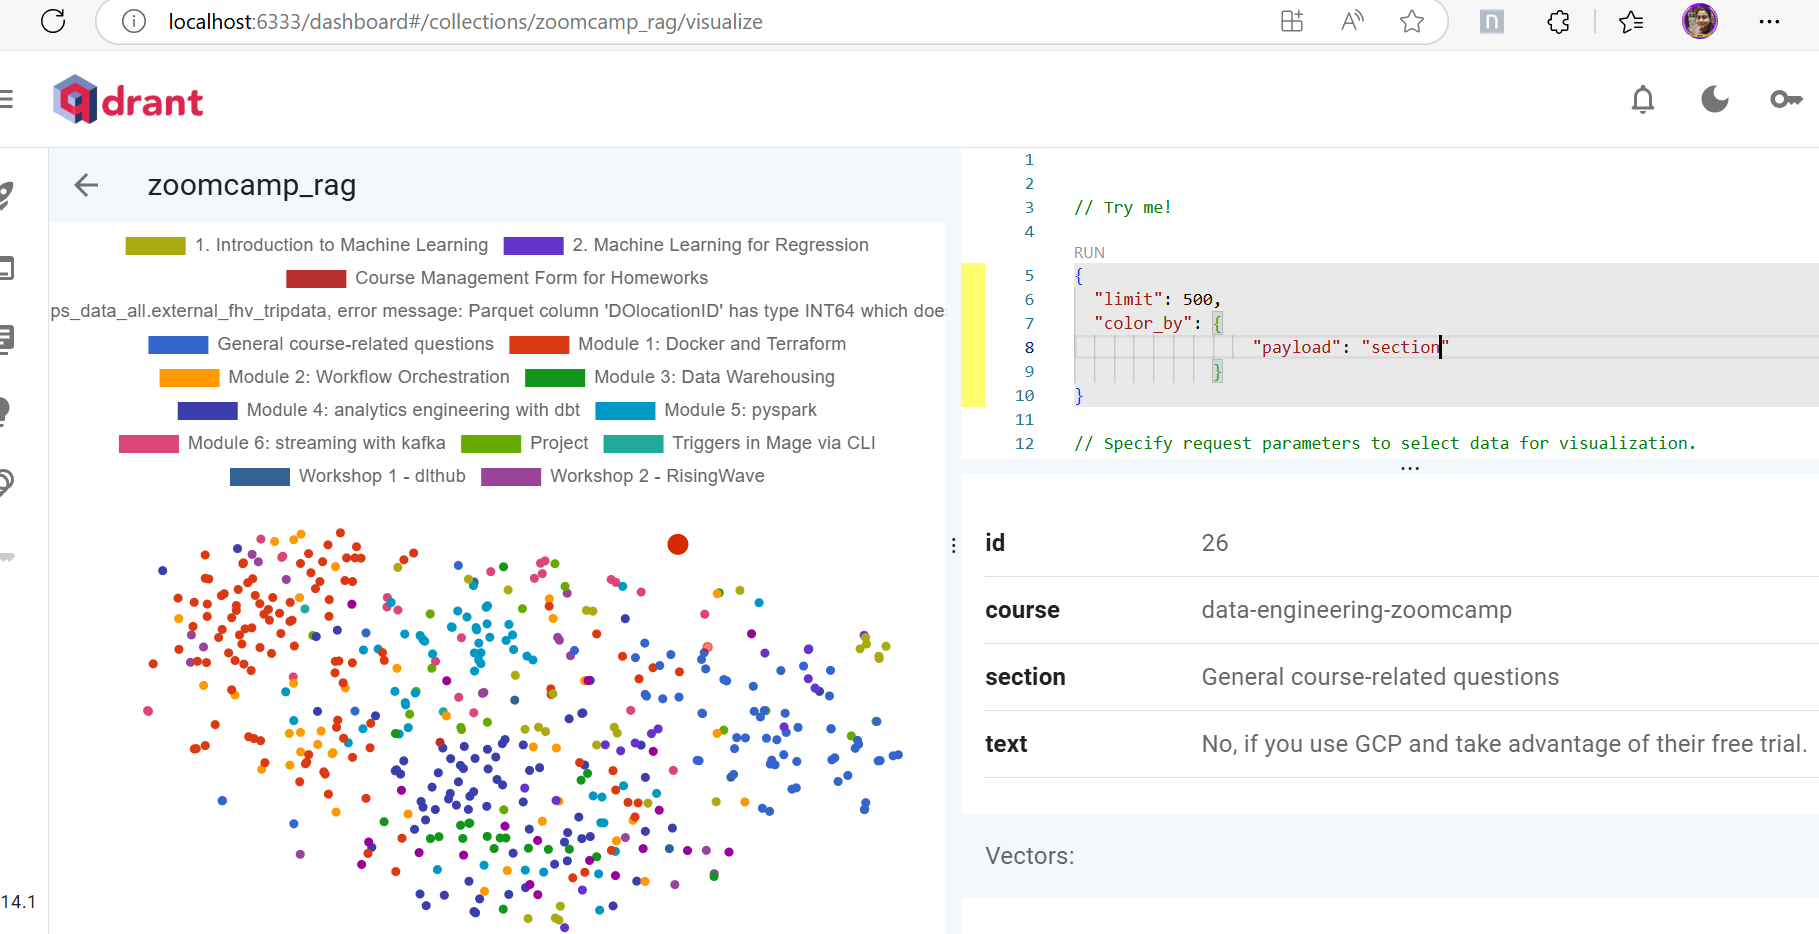 localhost:6333/dashboard#/collections/zoomcamp_rag/visualize
n
qdrant
zoomcamp_rag
1. Introduction to Machine Learning
2. Machine Learning for Regression
Course Management Form for Homeworks
ps_data_all.external_fhv_tripdata, error message: Parquet column 'DOlocationID' has type INT64 which doe
General course-related questions
Module 1: Docker and Terraform
Module 2: Workflow Orchestration
Module 3: Data Warehousing
Module 4: analytics engineering with dbt
Module 5: pyspark
Module 6: streaming with kafka
Project
Triggers in Mage via CLI
Workshop 1 - dlthub
Workshop 2 - RisingWave
14.1
1
2
3 // Try me!
4
RUN
5 {
6 "limit": 500,
7 "color_by": {
8 "payload": "section"
9 }
10 }
11
12 // Specify request parameters to select data for visualization.
id 26
course data-engineering-zoomcamp
section General course-related questions
text No, if you use GCP and take advantage of their free trial.
Vectors: